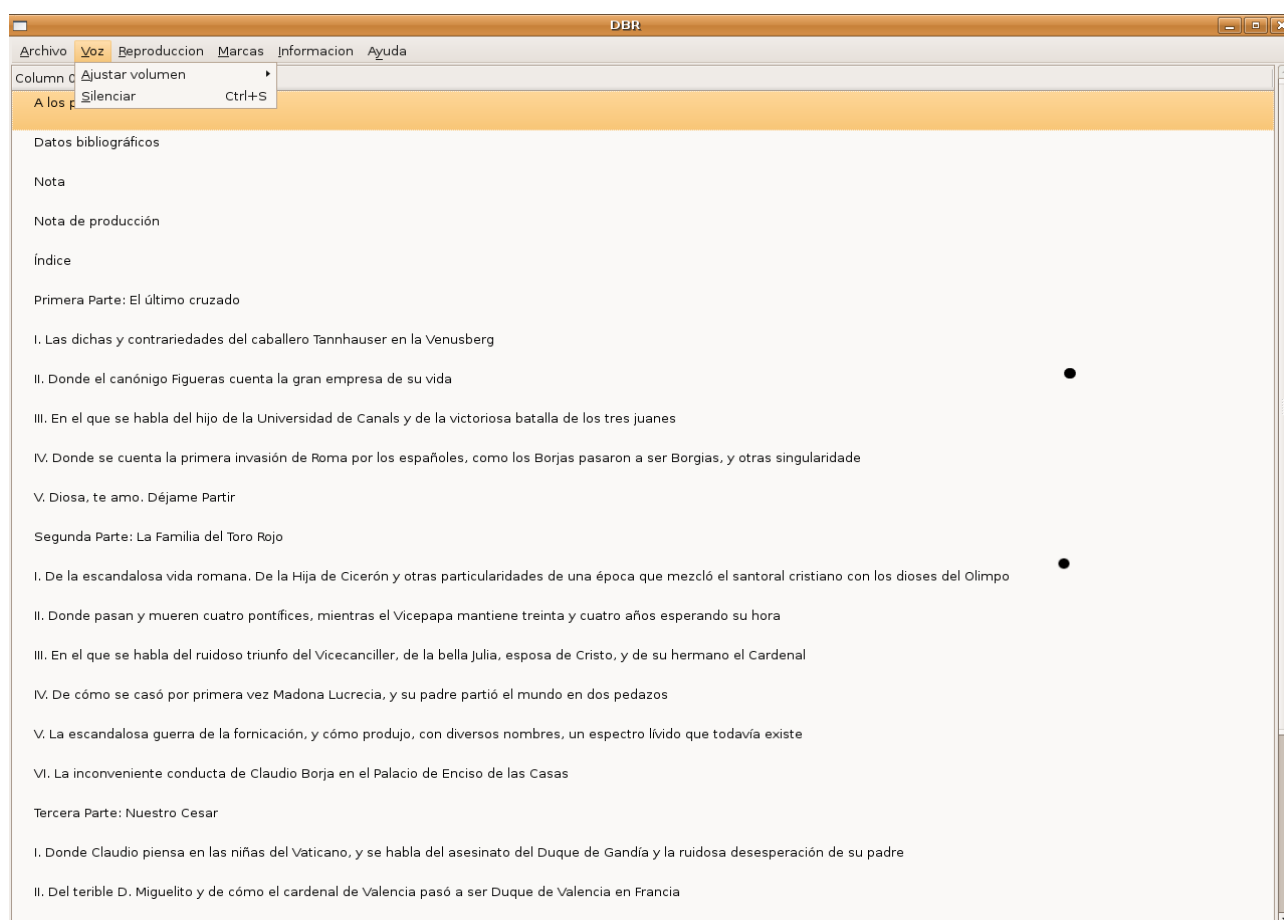 DBR
Archivo Voz Reproduccion Marcas Informacion Ayuda
Column 0
Ajustar volumen
Silenciar Ctrl+S
A los p
Datos bibliográficos
Nota
Nota de producción
Índice
Primera Parte: El último cruzado
I. Las dichas y contrariedades del caballero Tannhauser en la Venusberg
II. Donde el canónigo Figueras cuenta la gran empresa de su vida
III. En el que se habla del hijo de la Universidad de Canals y de la victoriosa batalla de los tres juanes
IV. Donde se cuenta la primera invasión de Roma por los españoles, como los Borjas pasaron a ser Borgias, y otras singularidade
V. Diosa, te amo. Déjame Partir
Segunda Parte: La Familia del Toro Rojo
I. De la escandalosa vida romana. De la Hija de Cicerón y otras particularidades de una época que mezcló el santoral cristiano con los dioses del Olimpo
II. Donde pasan y mueren cuatro pontífices, mientras el Vicepapa mantiene treinta y cuatro años esperando su hora
III. En el que se habla del ruidoso triunfo del Vicecanciller, de la bella Julia, esposa de Cristo, y de su hermano el Cardenal
IV. De cómo se casó por primera vez Madona Lucrecia, y su padre partió el mundo en dos pedazos
V. La escandalosa guerra de la fornicación, y cómo produjo, con diversos nombres, un espectro lívido que todavía existe
VI. La inconveniente conducta de Claudio Borja en el Palacio de Enciso de las Casas
Tercera Parte: Nuestro Cesar
I. Donde Claudio piensa en las niñas del Vaticano, y se habla del asesinato del Duque de Gandía y la ruidosa desesperación de su padre
II. Del terible D. Miguelito y de cómo el cardenal de Valencia pasó a ser Duque de Valencia en Francia